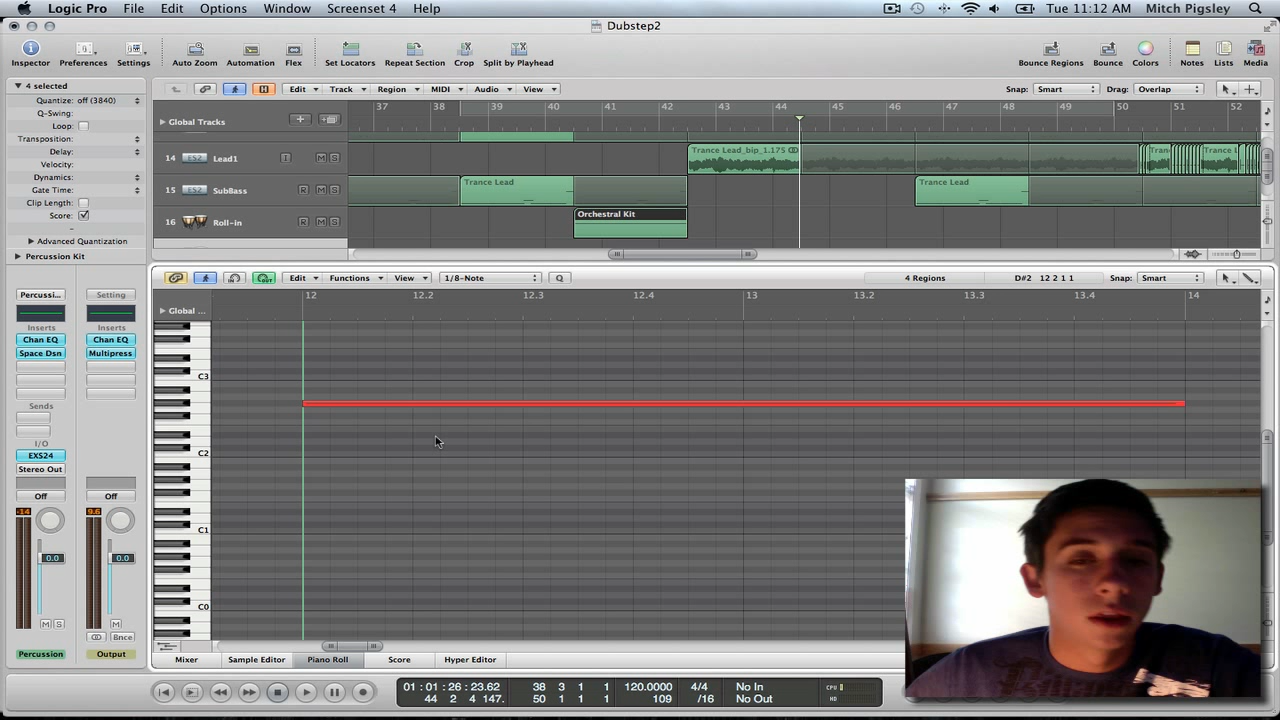 Logic Pro File Edit Options Window Screenset 4 Help Tue 11:12 AM Mitch Pigsley
Dubstep2
Inspector Preferences Settings Auto Zoom Automation Flex Set Locators Repeat Section Crop Split by Playhead Bounce Regions Bounce Colors Notes Lists Media
4 selected
Edit Track Region MIDI Audio View Snap: Smart Drag: Overlap
Quantize: off (3840)
37 38 39 40 41 42 43 44 45 46 47 48 49 50 51 52
Q-Swing:
Global Tracks
Loop:
Transposition:
Delay:
Velocity:
Dynamics:
Gate Time:
Clip Length:
Score:
-
Advanced Quantization
Percussion Kit
14 ES2 Lead1 I M S Trance Lead_bip_1.175 Tran Trance L
15 ES2 SubBass R M S Trance Lead Trance Lead
16 Roll-in R M S Orchestral Kit
Edit Functions View 1/8-Note Q 4 Regions D#2 12 2 1 1 Snap: Smart
12 12.2 12.3 12.4 13 13.2 13.3 13.4 14
Global ...
C3
C2
C1
C0
Percussi... Setting
Inserts Inserts
Chan EQ Chan EQ
Space Dsn Multipress
Sends
I/O
EXS24
Stereo Out
Off Off
-14 9.6
0.0 0.0
M S M
Bnce
Percussion Output
Mixer Sample Editor Piano Roll Score Hyper Editor
01 : 01 : 26 : 23.62 38 3 1 1 120.0000 4/4 No In CPU
44 2 4 147. 50 1 1 1 109 /16 No Out HD